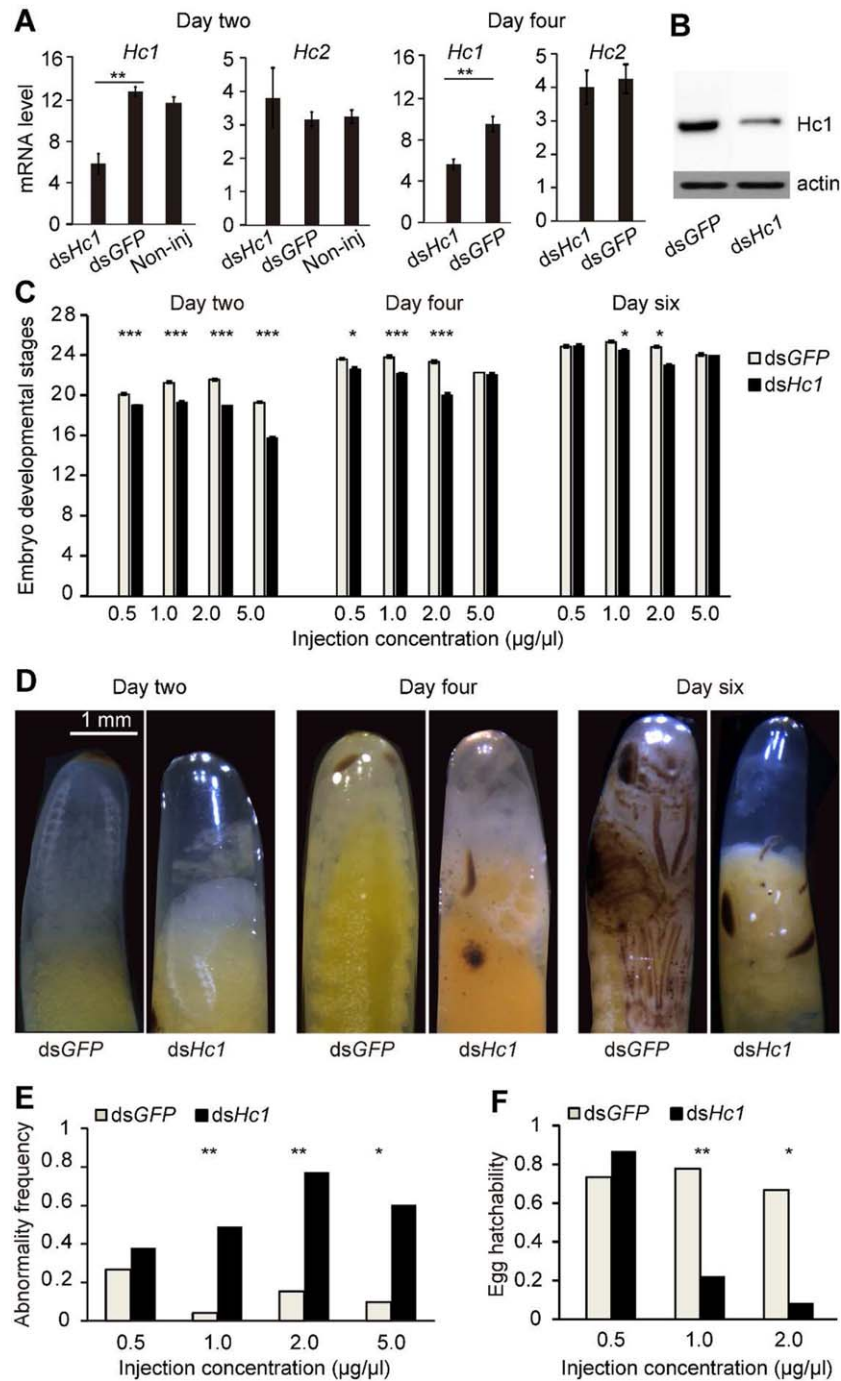 A
Day two
Day four
B
Hc1
Hc2
Hc1
Hc2
mRNA level
16
12
8
4
0
**
dsHc1
dsGFP
Non-inj
5
4
3
2
1
0
dsHc1
dsGFP
Non-inj
16
12
8
4
0
**
dsHc1
dsGFP
5
4
3
2
1
0
dsHc1
dsGFP
Hc1
actin
dsGFP
dsHc1
C
Day two
Day four
Day six
Embryo developmental stages
28
24
20
16
12
8
4
0
*** *** *** ***
* *** ***
* *
dsGFP
dsHc1
0.5 1.0 2.0 5.0
0.5 1.0 2.0 5.0
0.5 1.0 2.0 5.0
Injection concentration (µg/µl)
D
Day two
Day four
Day six
1 mm
dsGFP
dsHc1
dsGFP
dsHc1
dsGFP
dsHc1
E
dsGFP
dsHc1
Abnormality frequency
1
0.8
0.6
0.4
0.2
0
** ** *
0.5 1.0 2.0 5.0
Injection concentration (µg/µl)
F
dsGFP
dsHc1
Egg hatchability
1
0.8
0.6
0.4
0.2
0
** *
0.5 1.0 2.0
Injection concentration (µg/µl)